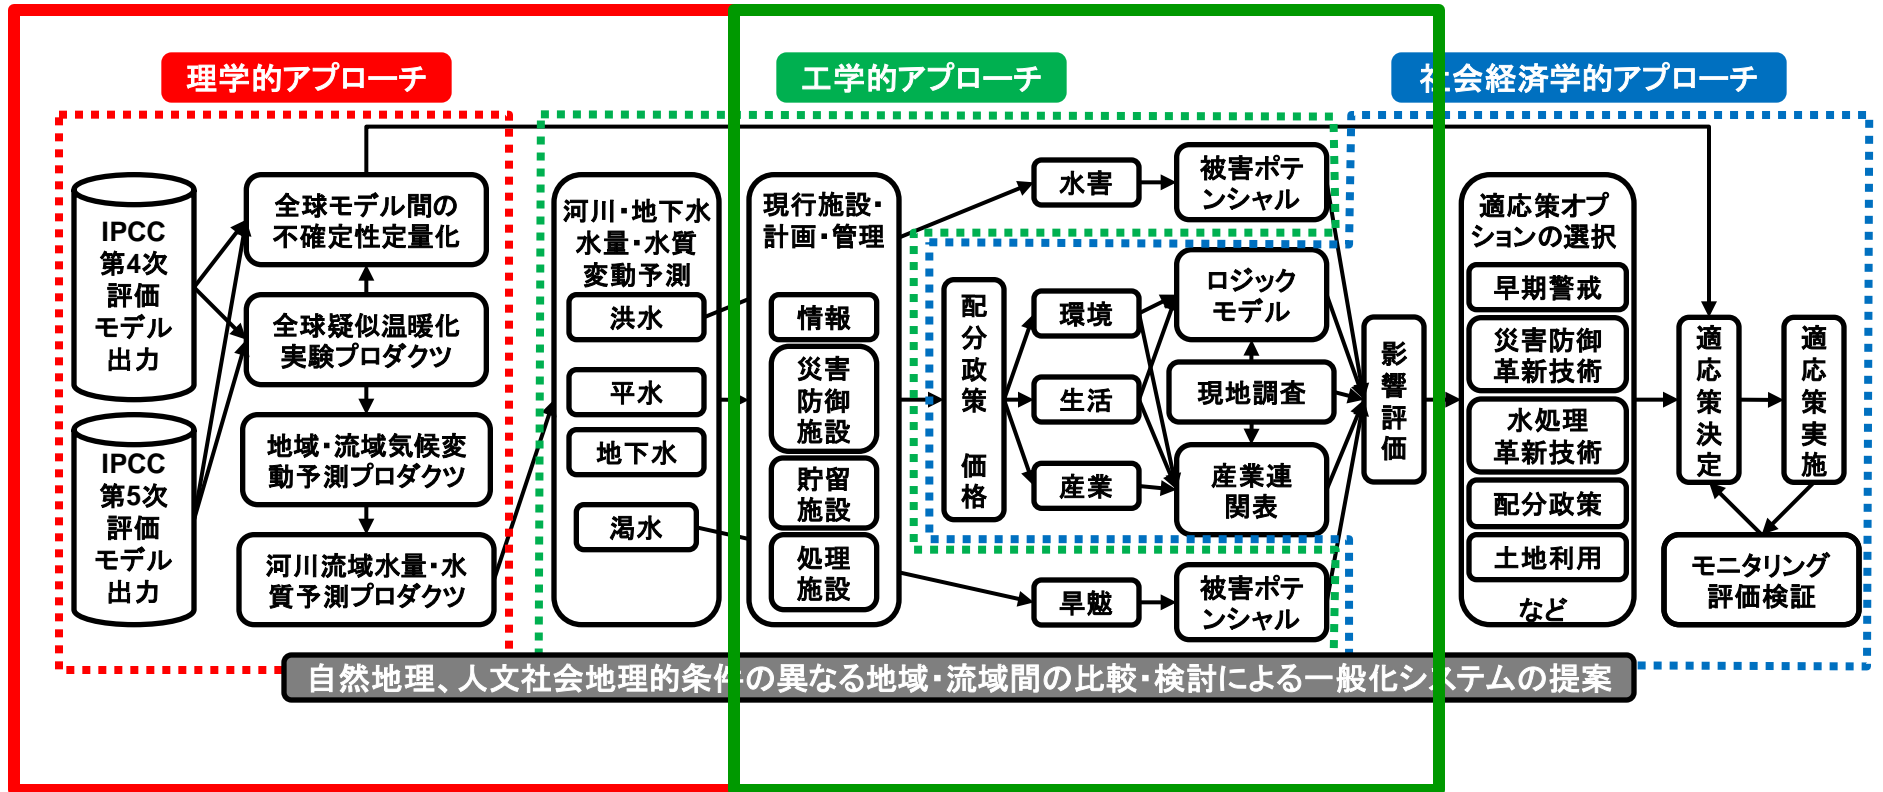 理学的アプローチ
工学的アプローチ
社会経済学的アプローチ
IPCC
第4次
評価
モデル
出力
IPCC
第5次
評価
モデル
出力
全球モデル間の
不確定性定量化
全球疑似温暖化
実験プロダクツ
地域・流域気候変
動予測プロダクツ
河川流域水量・水
質予測プロダクツ
河川・地下水
水量・水質
変動予測
洪水
平水
地下水
渇水
現行施設・
計画・管理
情報
災害
防御
施設
貯留
施設
処理
施設
配分政策 価格
水害
被害ポテ
ンシャル
環境
生活
産業
ロジック
モデル
現地調査
産業連
関表
旱魃
被害ポテ
ンシャル
影響評価
適応策オプ
ションの選択
早期警戒
災害防御
革新技術
水処理
革新技術
配分政策
土地利用
など
適応策決定
適応策実施
モニタリング
評価検証
自然地理、人文社会地理的条件の異なる地域・流域間の比較・検討による一般化システムの提案